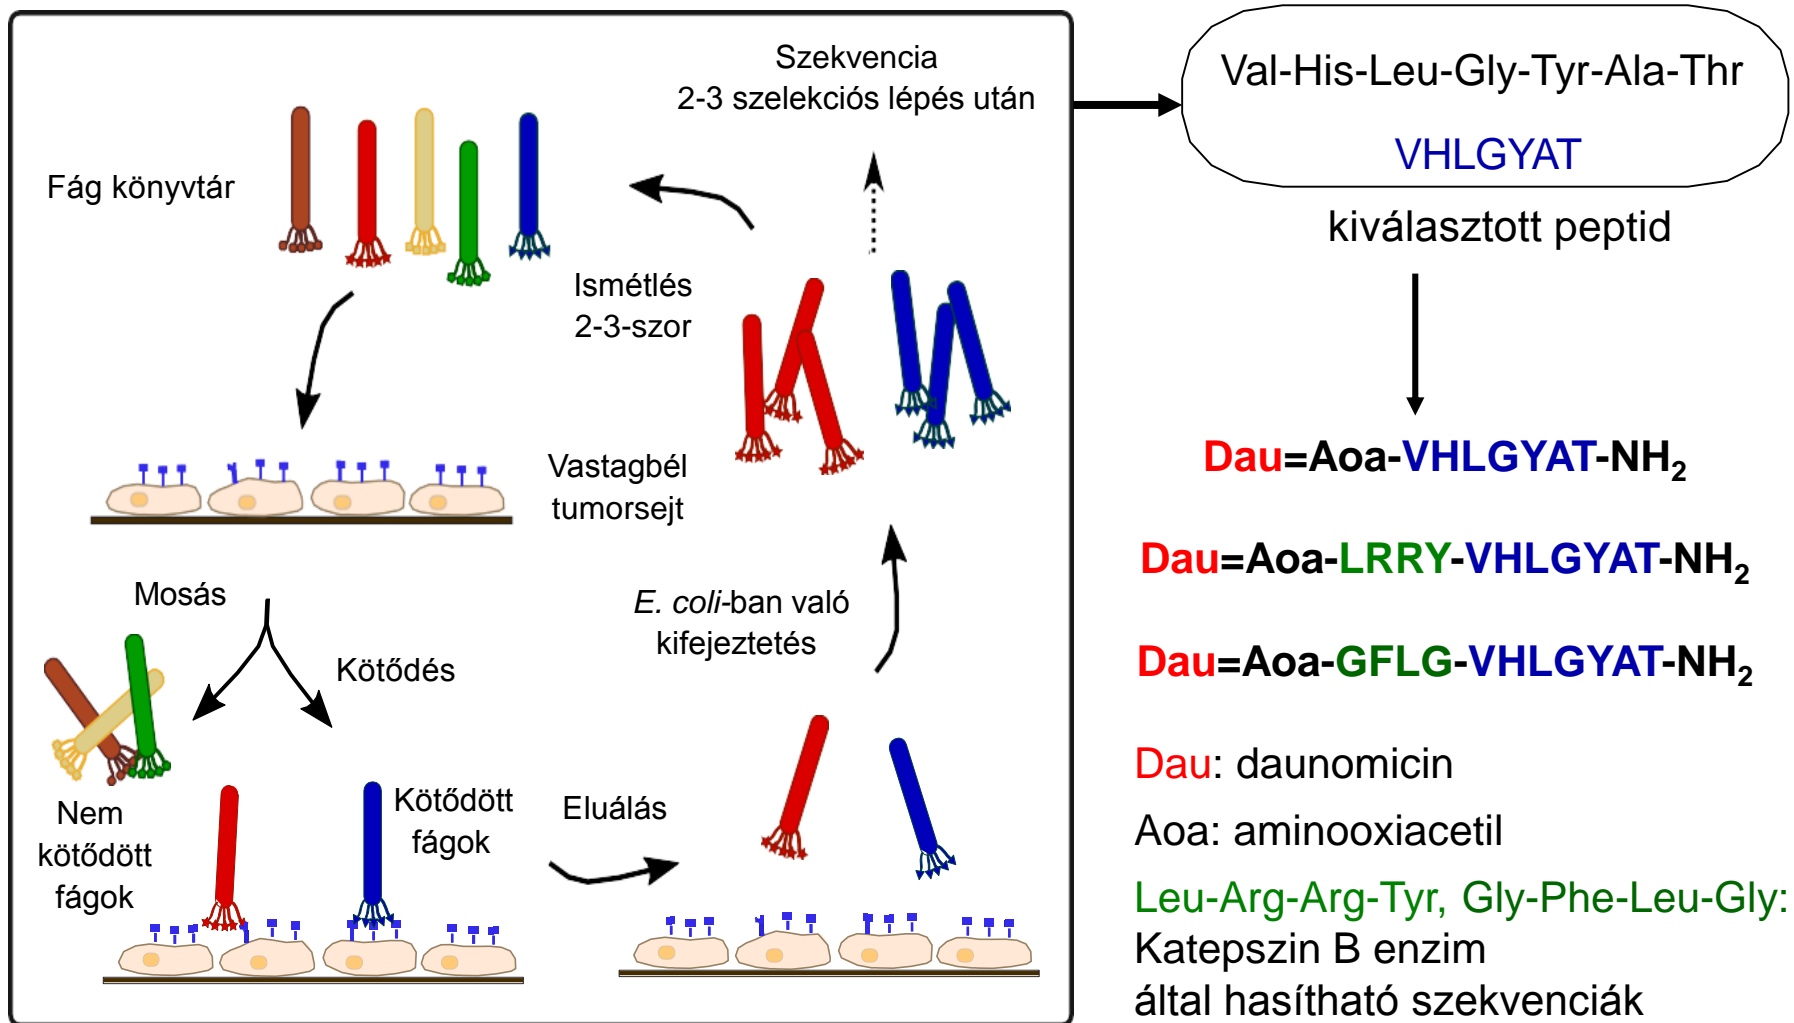 Szekvencia
2-3 szelekciós lépés után
Fág könyvtár
Ismétlés
2-3-szor
Vastagbél
tumorsejt
Mosás
Kötődés
E. coli-ban való
kifejeztetés
Nem
kötődött
fágok
Kötődött
fágok
Eluálás
Val-His-Leu-Gly-Tyr-Ala-Thr
VHLGYAT
kiválasztott peptid
Dau=Aoa-VHLGYAT-NH₂
Dau=Aoa-LRRY-VHLGYAT-NH₂
Dau=Aoa-GFLG-VHLGYAT-NH₂
Dau: daunomicin
Aoa: aminooxiacetil
Leu-Arg-Arg-Tyr, Gly-Phe-Leu-Gly:
Katepszin B enzim
által hasítható szekvenciák